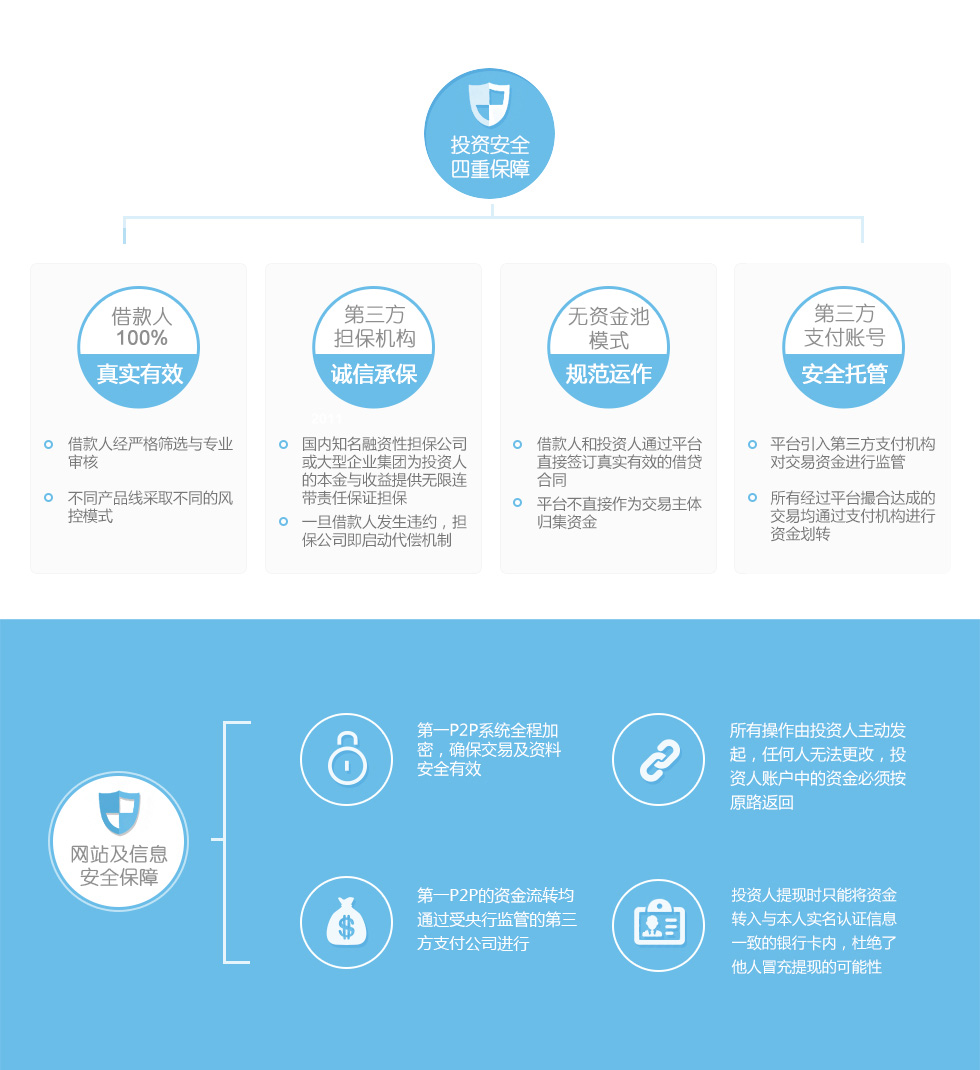 投资安全
四重保障
借款人
100%
真实有效
借款人经严格筛选与专业
审核
不同产品线采取不同的风
控模式
第三方
担保机构
诚信承保
国内知名融资性担保公司
或大型企业集团为投资人
的本金与收益提供无限连
带责任保证担保
一旦借款人发生违约，担
保公司即启动代偿机制
无资金池
模式
规范运作
借款人和投资人通过平台
直接签订真实有效的借贷
合同
平台不直接作为交易主体
归集资金
第三方
支付账号
安全托管
平台引入第三方支付机构
对交易资金进行监管
所有经过平台撮合达成的
交易均通过支付机构进行
资金划转
网站及信息
安全保障
第一P2P系统全程加
密，确保交易及资料
安全有效
所有操作由投资人主动发
起，任何人无法更改，投
资人账户中的资金必须按
原路返回
第一P2P的资金流转均
通过受央行监管的第三
方支付公司进行
投资人提现时只能将资金
转入与本人实名认证信息
一致的银行卡内，杜绝了
他人冒充提现的可能性